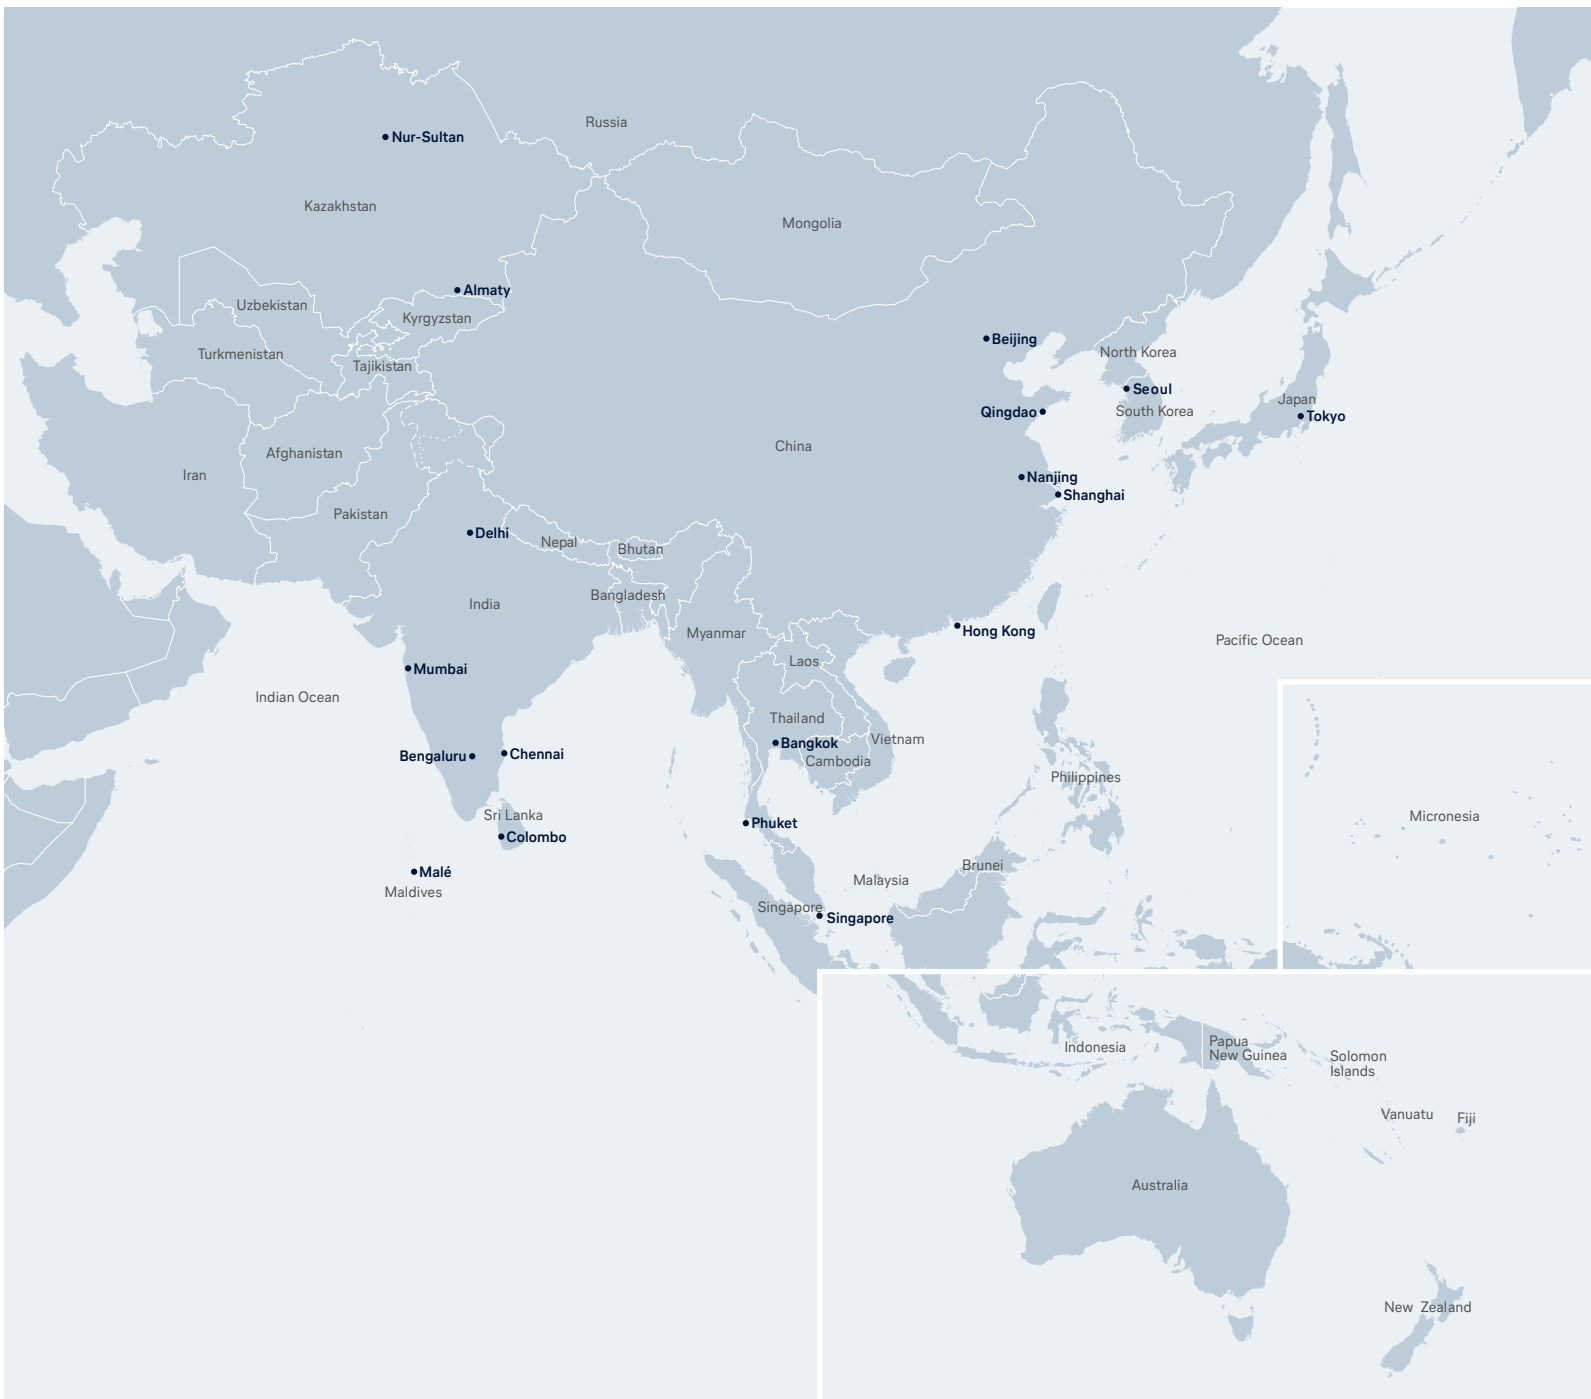 Russia
Nur-Sultan
Kazakhstan
Mongolia
Almaty
Uzbekistan
Kyrgyzstan
Beijing
Turkmenistan
North Korea
Tajikistan
Seoul
Japan
Qingdao
South Korea
Tokyo
China
Afghanistan
Iran
Nanjing
Shanghai
Pakistan
Delhi
Nepal
Bhutan
Bangladesh
India
Hong Kong
Myanmar
Pacific Ocean
Laos
Mumbai
Indian Ocean
Thailand
Vietnam
Bangkok
Bengaluru
Chennai
Cambodia
Philippines
Sri Lanka
Micronesia
Phuket
Colombo
Brunei
Malé
Malaysia
Maldives
Singapore
Singapore
Indonesia
Papua
New Guinea
Solomon
Islands
Vanuatu
Fiji
Australia
New Zealand